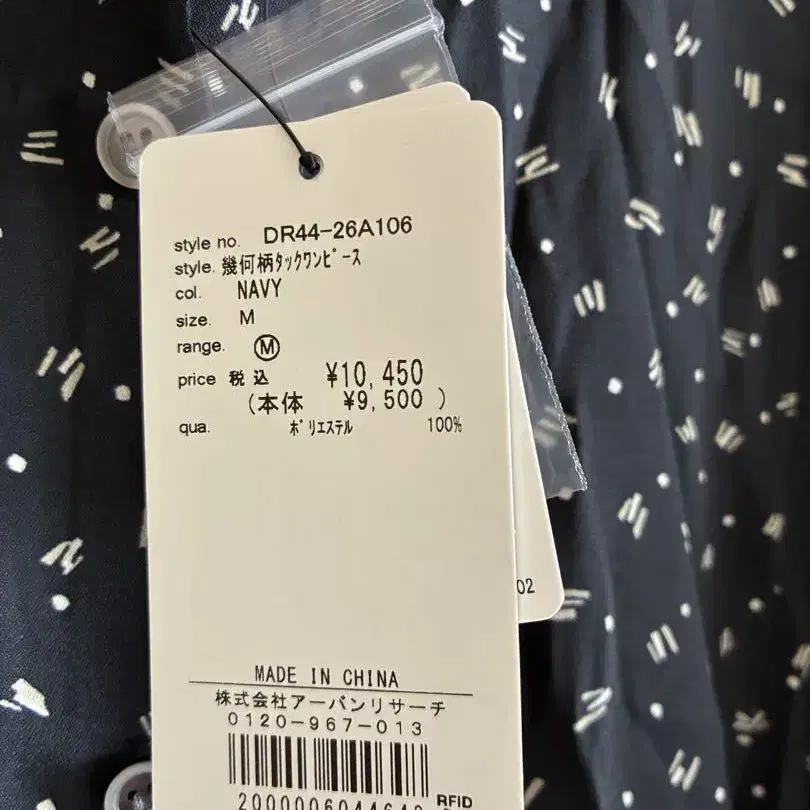 style no. DR44-26A106
style. 幾何柄ﾀｯｸﾜﾝﾋﾟｰｽ
col. NAVY
size. M
range. Ⓜ
price 税込 ¥10,450
(本体 ¥9,500 )
qua. ﾎﾟﾘｴｽﾃﾙ 100%
02
MADE IN CHINA
株式会社アーバンリサーチ
0120-967-013
RFID